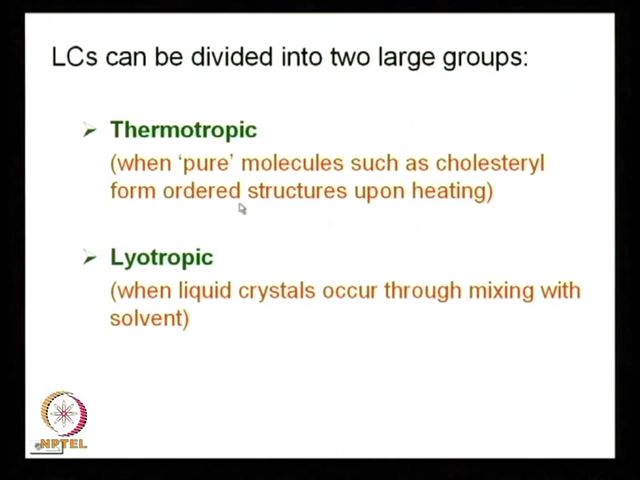 LCs can be divided into two large groups:
Thermotropic
(when 'pure' molecules such as cholesteryl
form ordered structures upon heating)
Lyotropic
(when liquid crystals occur through mixing with
solvent)
NPTEL